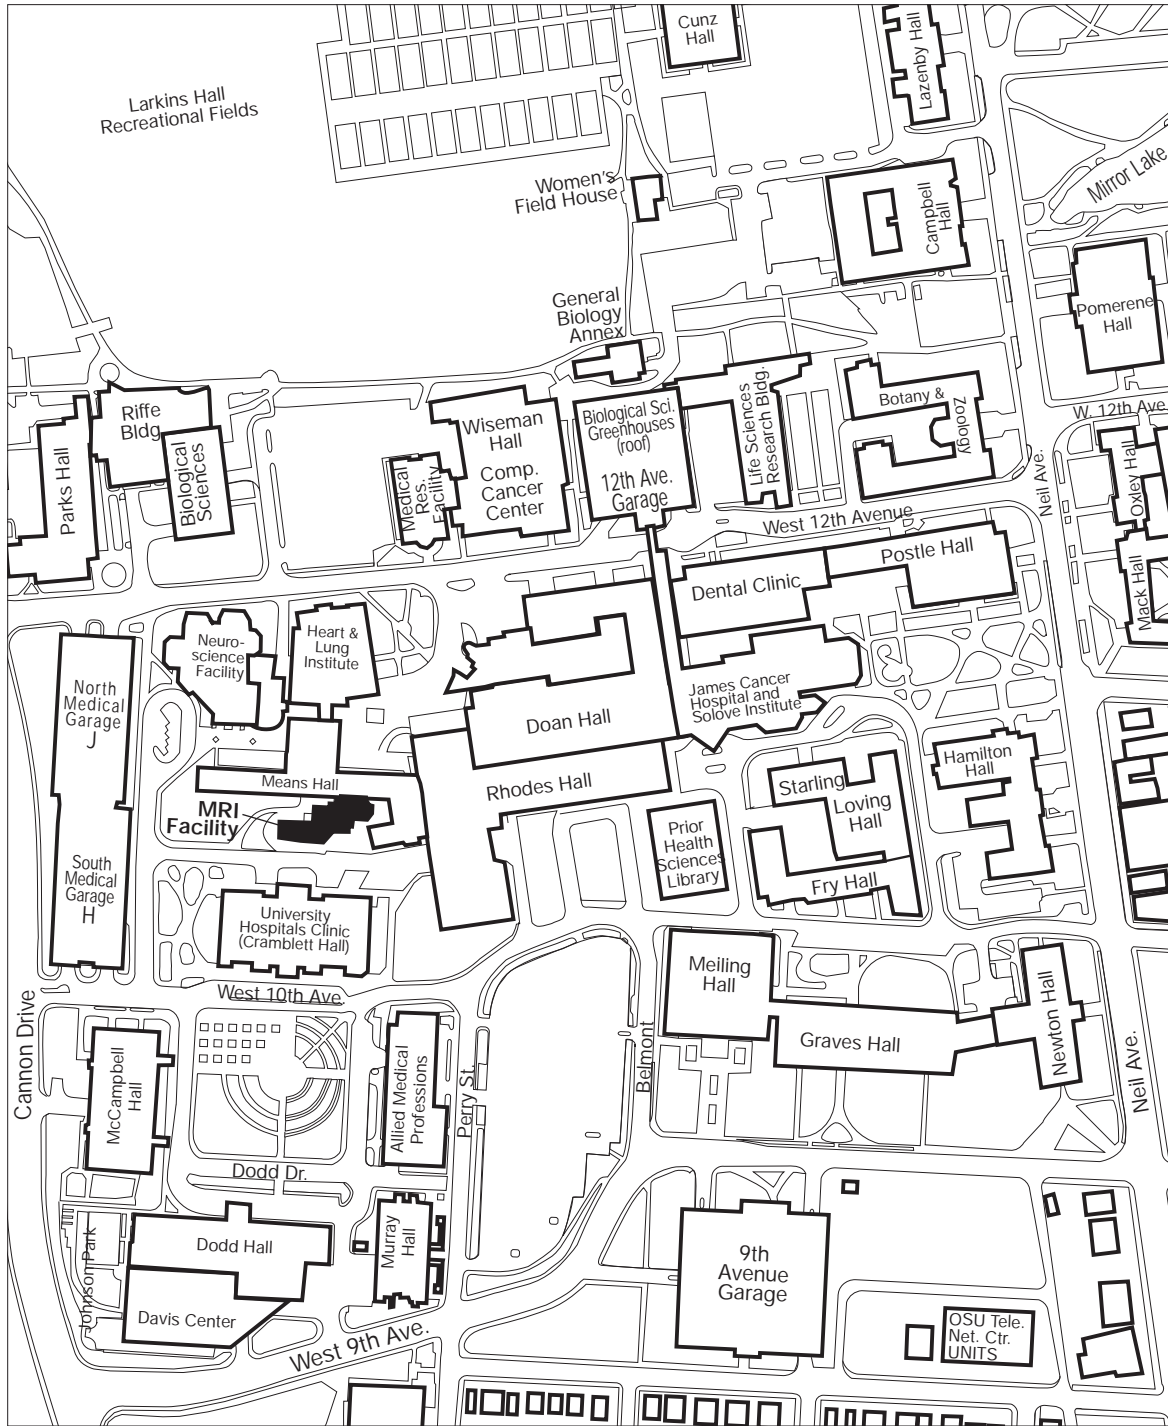 Cunz
Hall
Lazenby Hall
Larkins Hall
Recreational Fields
Mirror Lake
Women's
Field House
Campbell
Hall
General
Biology
Annex
Pomerene
Hall
Riffe
Bldg.
Parks Hall
Biological
Sciences
Medical
Res.
Facility
Wiseman
Hall
Comp.
Cancer
Center
Biological Sci.
Greenhouses
(roof)
12th Ave.
Garage
Life Sciences
Research Bldg.
Botany &
Zoology
W. 12th Ave.
Neil Ave.
Oxley Hall
Mack Hall
West 12th Avenue
Postle Hall
Dental Clinic
Neuro-
science
Facility
Heart &
Lung
Institute
North
Medical
Garage
J
James Cancer
Hospital and
Solove Institute
Doan Hall
Means Hall
Rhodes Hall
Hamilton
Hall
Starling
Loving
Hall
MRI
Facility
Prior
Health
Sciences
Library
South
Medical
Garage
H
Fry Hall
University
Hospitals Clinic
(Cramblett Hall)
Meiling
Hall
West 10th Ave.
Newton Hall
Graves Hall
Cannon Drive
McCampbell
Hall
Allied Medical
Professions
Perry St.
Belmont
Neil Ave.
Dodd Dr.
Johnson Park
Dodd Hall
Murray
Hall
9th
Avenue
Garage
Davis Center
West 9th Ave.
OSU Tele.
Net. Ctr.
UNITS